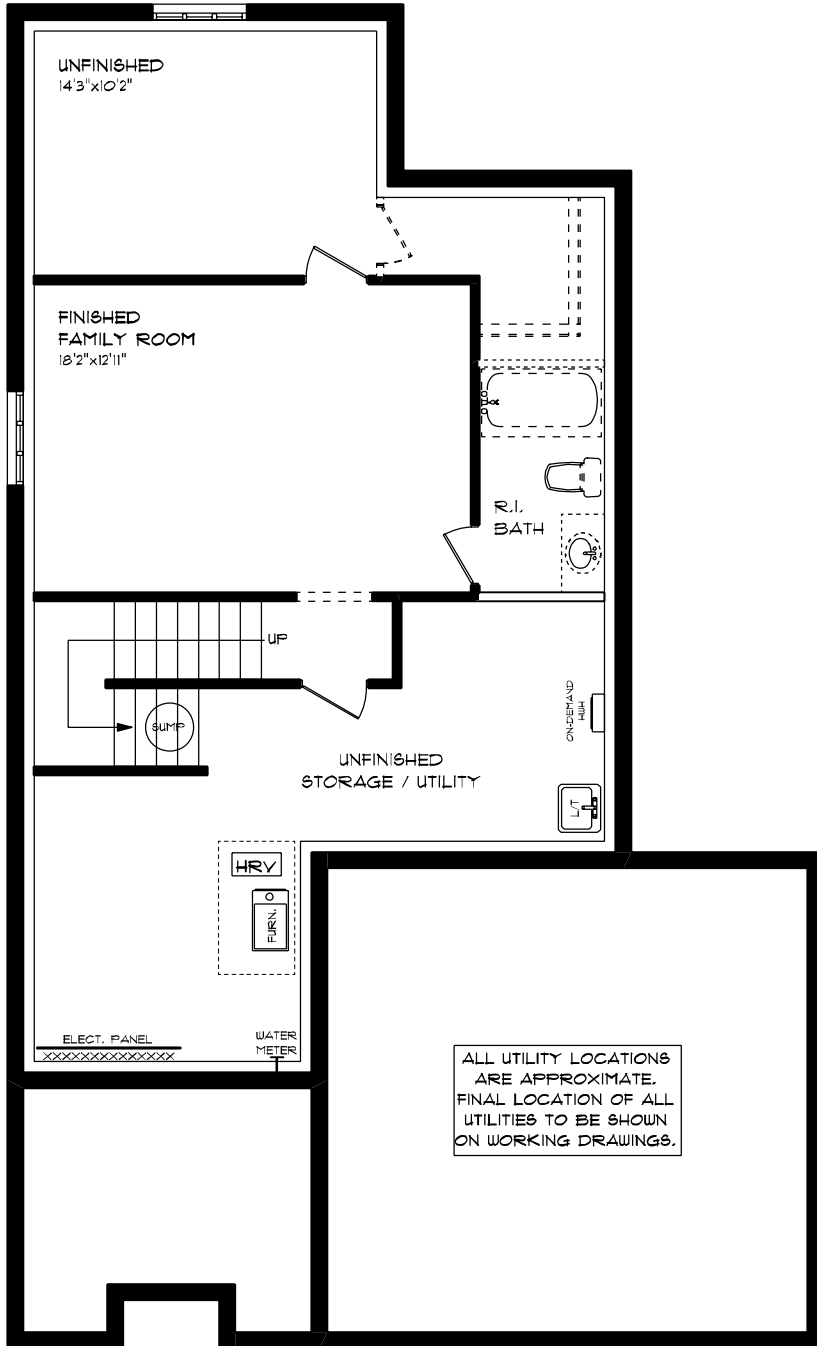 UNFINISHED
14'3"x10'2"
FINISHED
FAMILY ROOM
18'2"x12'11"
R.I.
BATH
UP
SUMP
ON-DEMAND
HWH
UNFINISHED
STORAGE / UTILITY
L/T
HRV
FURN.
ELECT. PANEL
WATER
METER
ALL UTILITY LOCATIONS
ARE APPROXIMATE.
FINAL LOCATION OF ALL
UTILITIES TO BE SHOWN
ON WORKING DRAWINGS.